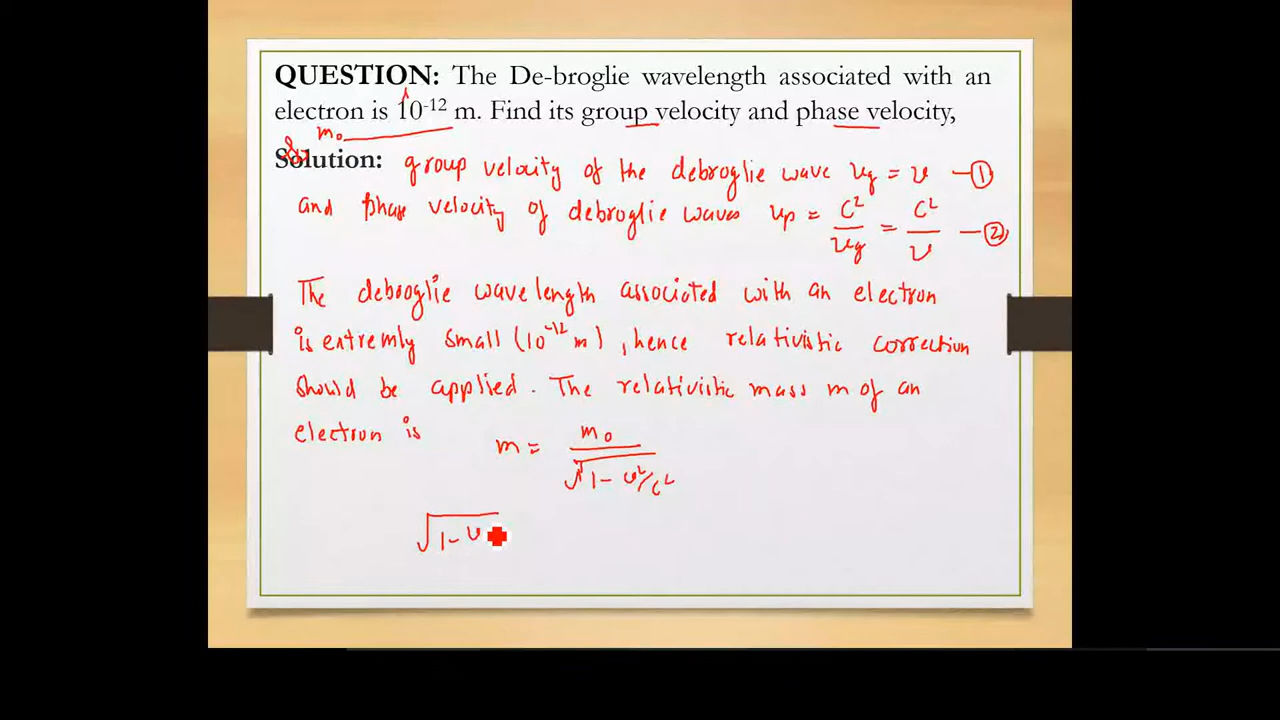 QUESTION: The De-broglie wavelength associated with an
electron is 10⁻¹² m. Find its group velocity and phase velocity,
m₀
Solution: group velocity of the debroglie wave vg = v —①
and phase velocity of debroglie waves vp = c²/vg = c²/v —②
The debroglie wavelength associated with an electron
is extremly small (10⁻¹² m), hence relativistic correction
should be applied. The relativistic mass m of an
electron is m = m₀/√(1-v²/c²)
√1-v